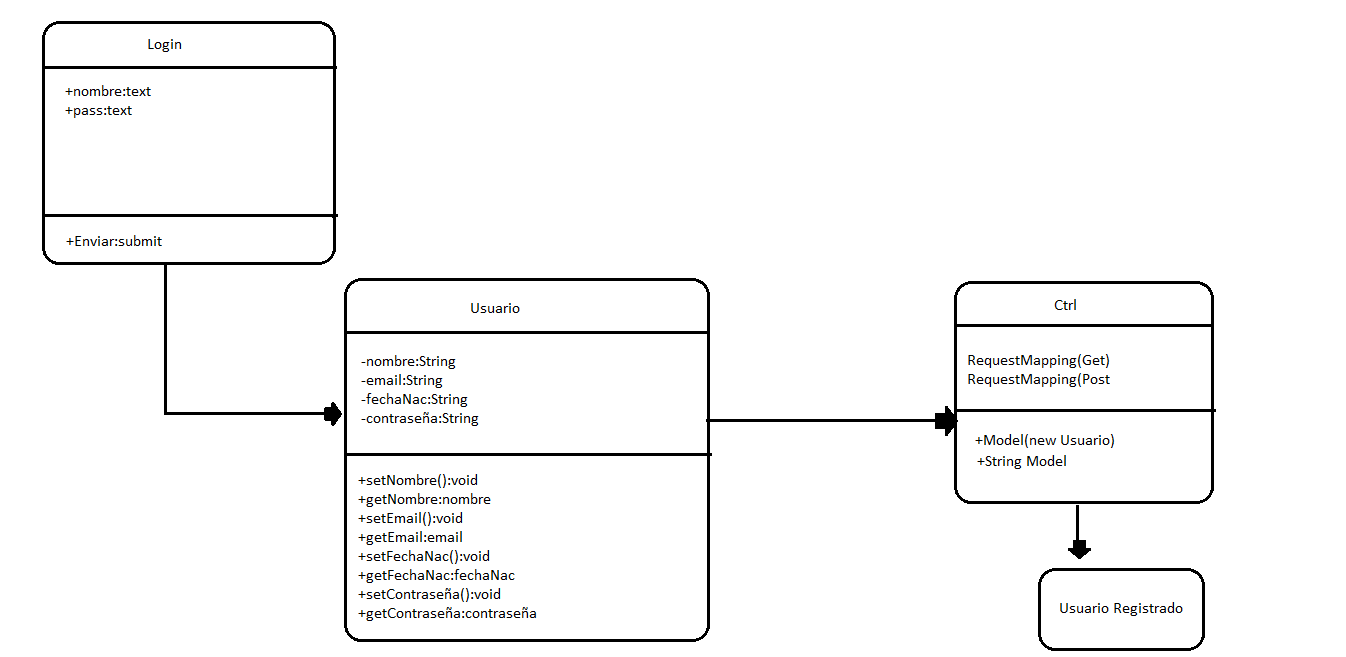 Login
+nombre:text
+pass:text
+Enviar:submit
Usuario
-nombre:String
-email:String
-fechaNac:String
-contraseña:String
+setNombre():void
+getNombre:nombre
+setEmail():void
+getEmail:email
+setFechaNac():void
+getFechaNac:fechaNac
+setContraseña():void
+getContraseña:contraseña
Ctrl
RequestMapping(Get)
RequestMapping(Post
+Model(new Usuario)
+String Model
Usuario Registrado